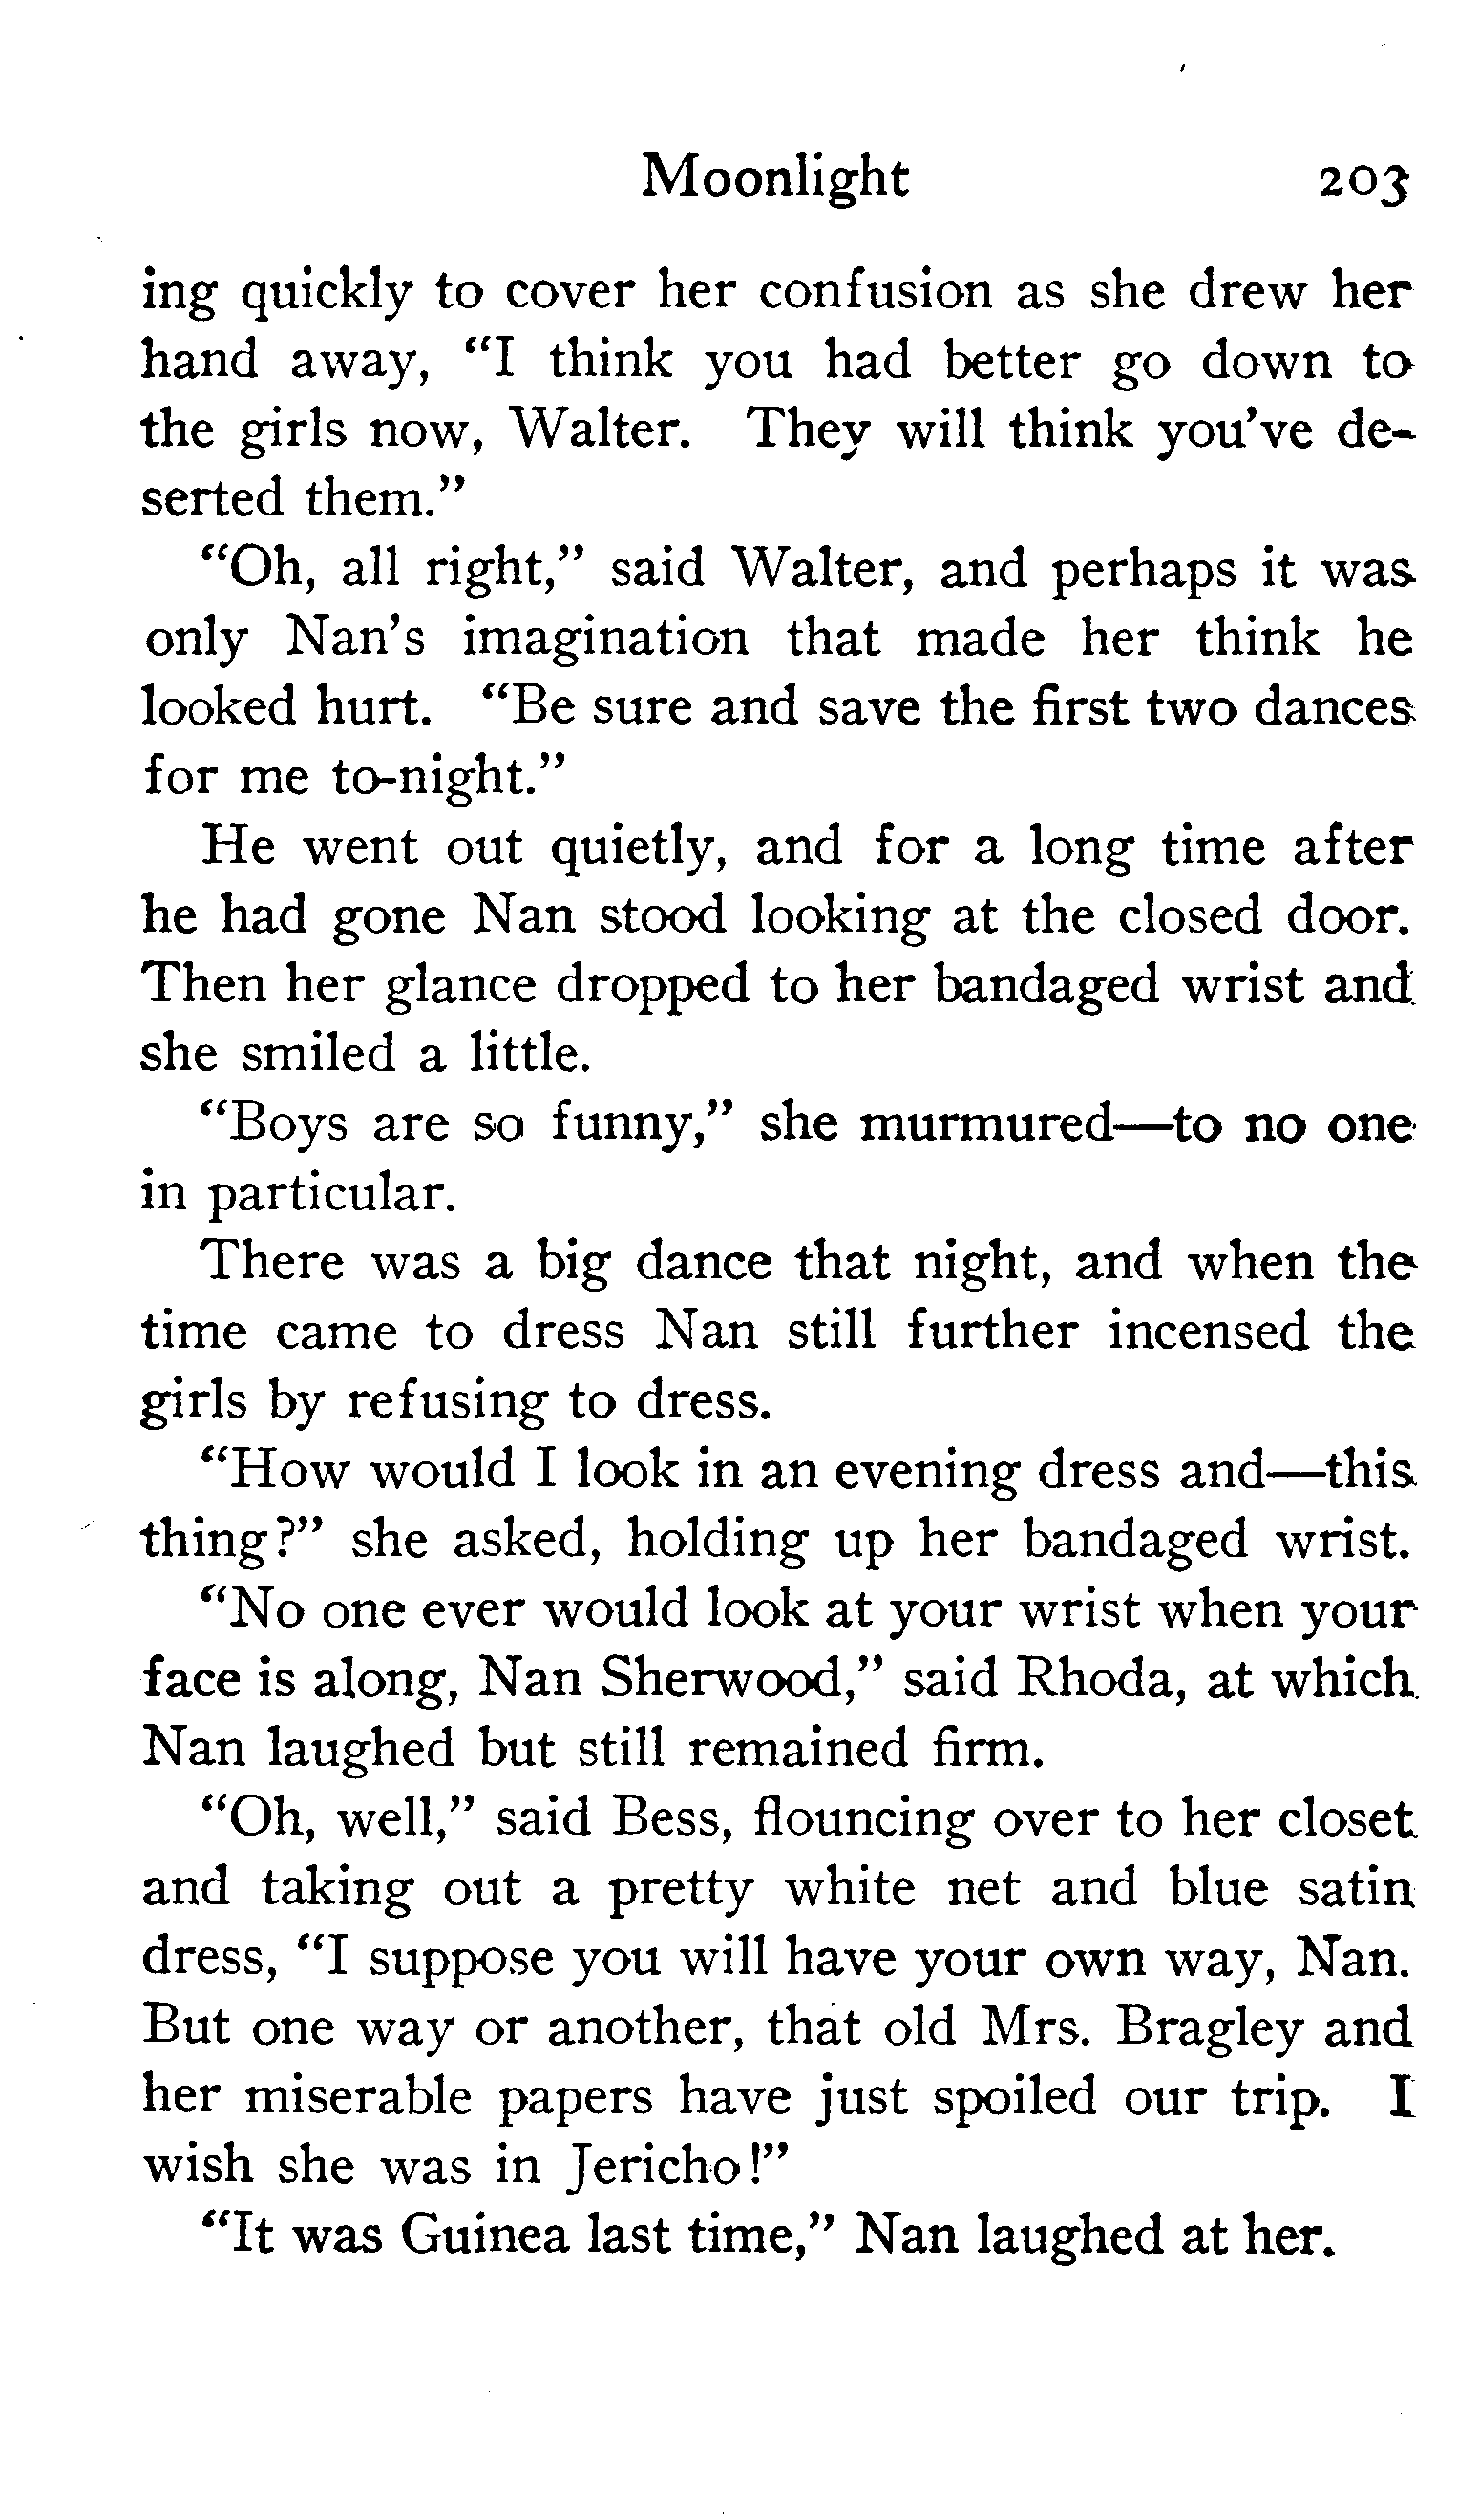 Moonlight 203
ing quickly to cover her confusion as she drew her
hand away, "I think you had better go down to
the girls now, Walter. They will think you've de-
serted them."
"Oh, all right," said Walter, and perhaps it was
only Nan's imagination that made her think he
looked hurt. "Be sure and save the first two dances
for me to-night."
He went out quietly, and for a long time after
he had gone Nan stood looking at the closed door.
Then her glance dropped to her bandaged wrist and
she smiled a little.
"Boys are so funny," she murmured—to no one
in particular.
There was a big dance that night, and when the
time came to dress Nan still further incensed the
girls by refusing to dress.
"How would I look in an evening dress and—this
thing?" she asked, holding up her bandaged wrist.
"No one ever would look at your wrist when your
face is along, Nan Sherwood," said Rhoda, at which
Nan laughed but still remained firm.
"Oh, well," said Bess, flouncing over to her closet
and taking out a pretty white net and blue satin
dress, "I suppose you will have your own way, Nan.
But one way or another, that old Mrs. Bragley and
her miserable papers have just spoiled our trip. I
wish she was in Jericho!"
"It was Guinea last time," Nan laughed at her.